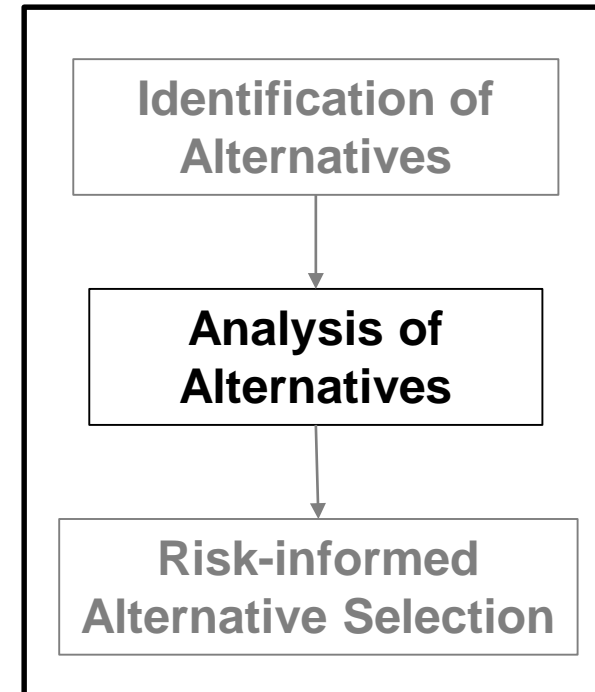 Identification of
Alternatives
Analysis of
Alternatives
Risk-informed
Alternative Selection